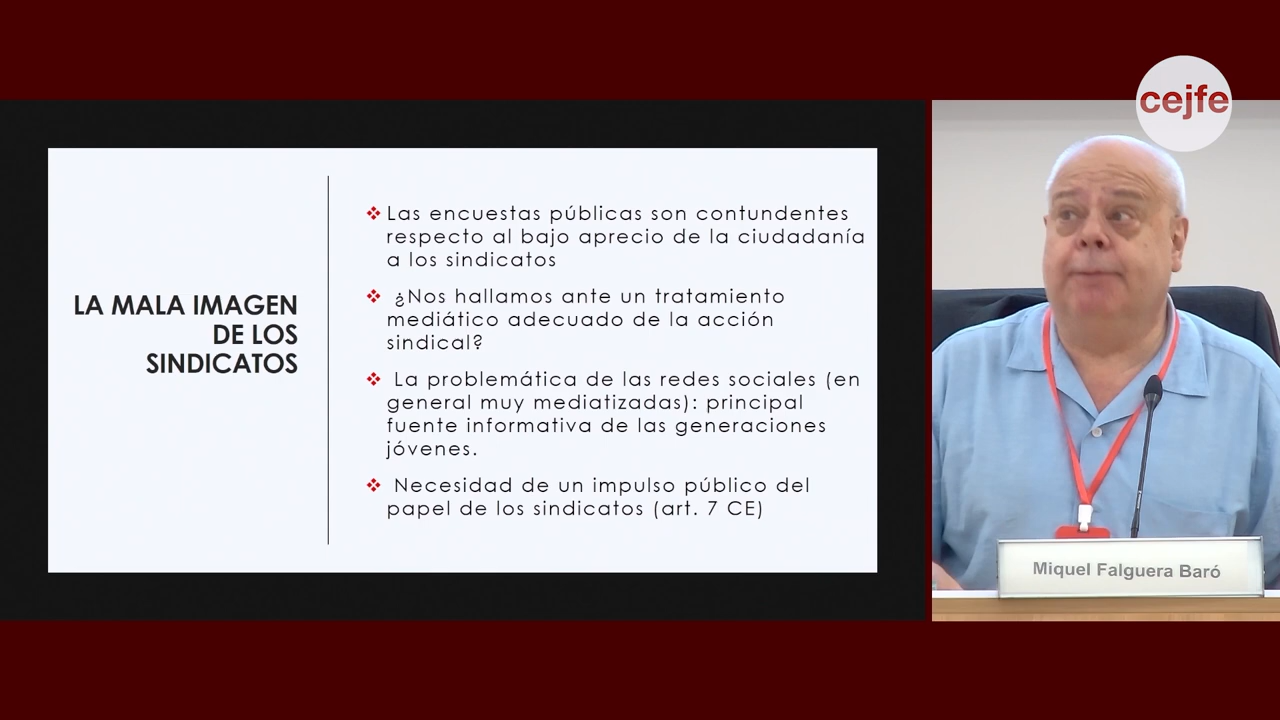 cejfe
LA MALA IMAGEN
DE LOS
SINDICATOS
❖ Las encuestas públicas son contundentes
respecto al bajo aprecio de la ciudadanía
a los sindicatos
❖ ¿Nos hallamos ante un tratamiento
mediático adecuado de la acción
sindical?
❖ La problemática de las redes sociales (en
general muy mediatizadas): principal
fuente informativa de las generaciones
jóvenes.
❖ Necesidad de un impulso público del
papel de los sindicatos (art. 7 CE)
Miquel Falguera Baró